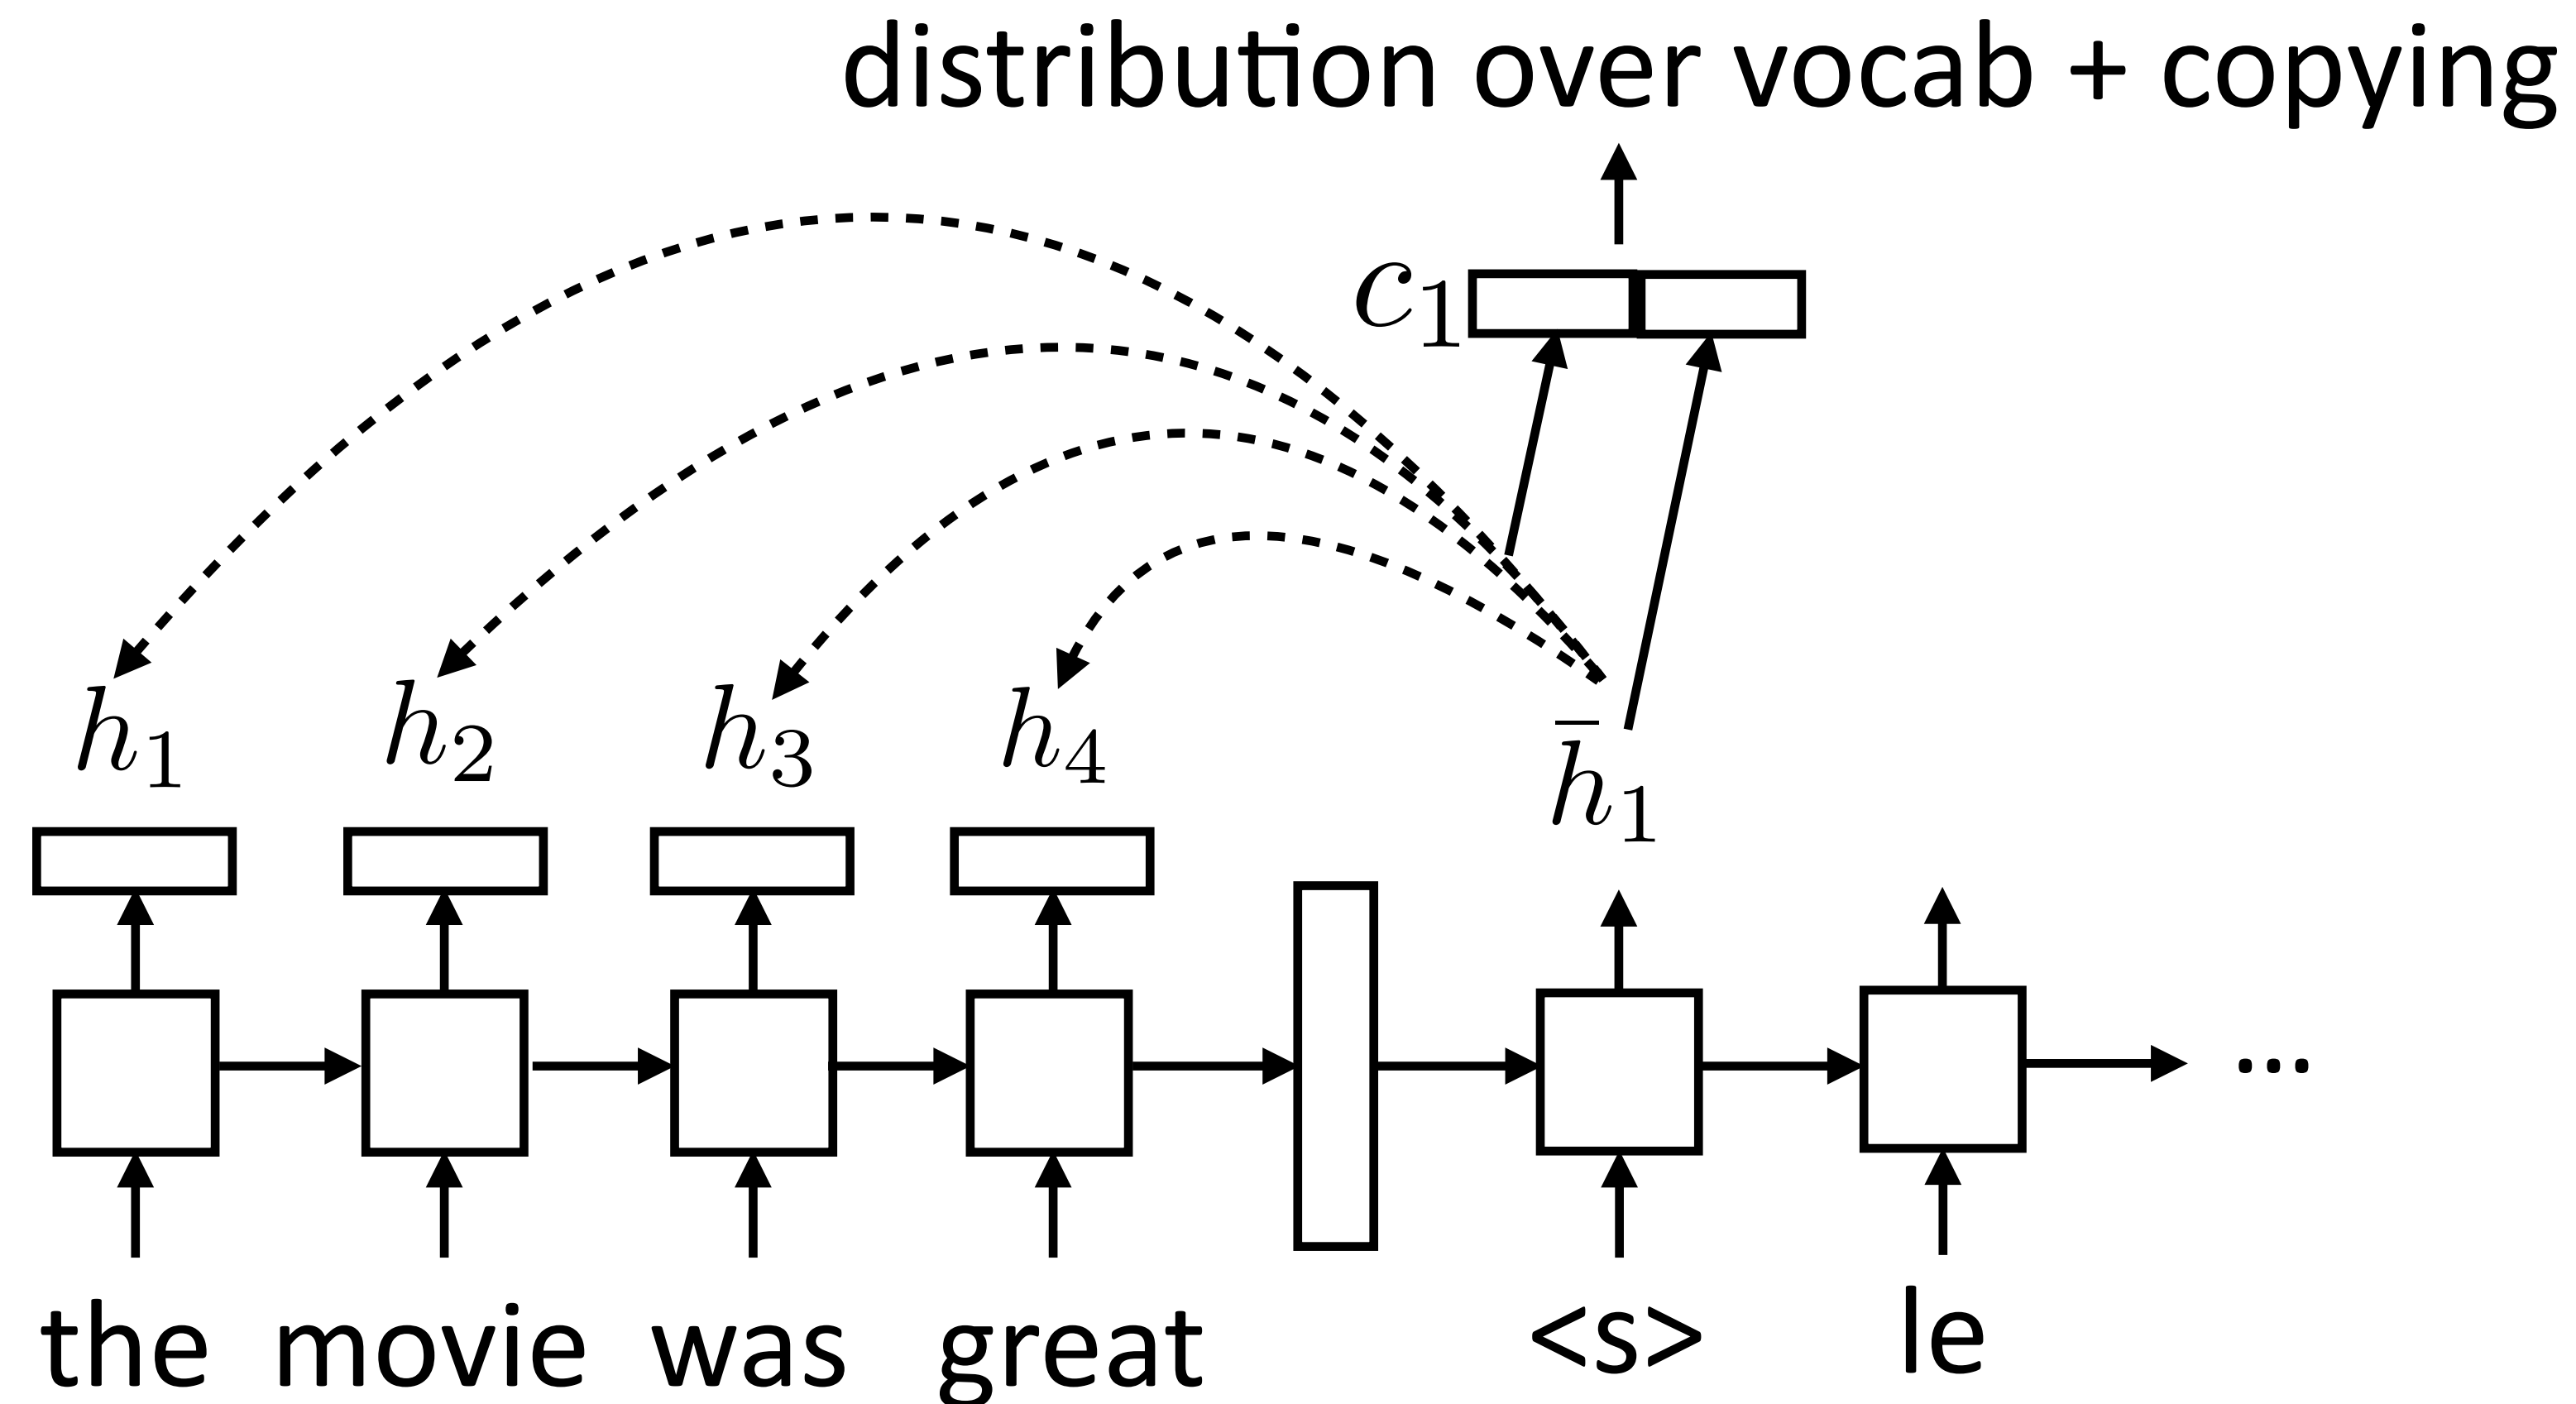 distribution over vocab + copying
c₁
h₁ h₂ h₃ h₄
h̄₁
the movie was great <s> le ...